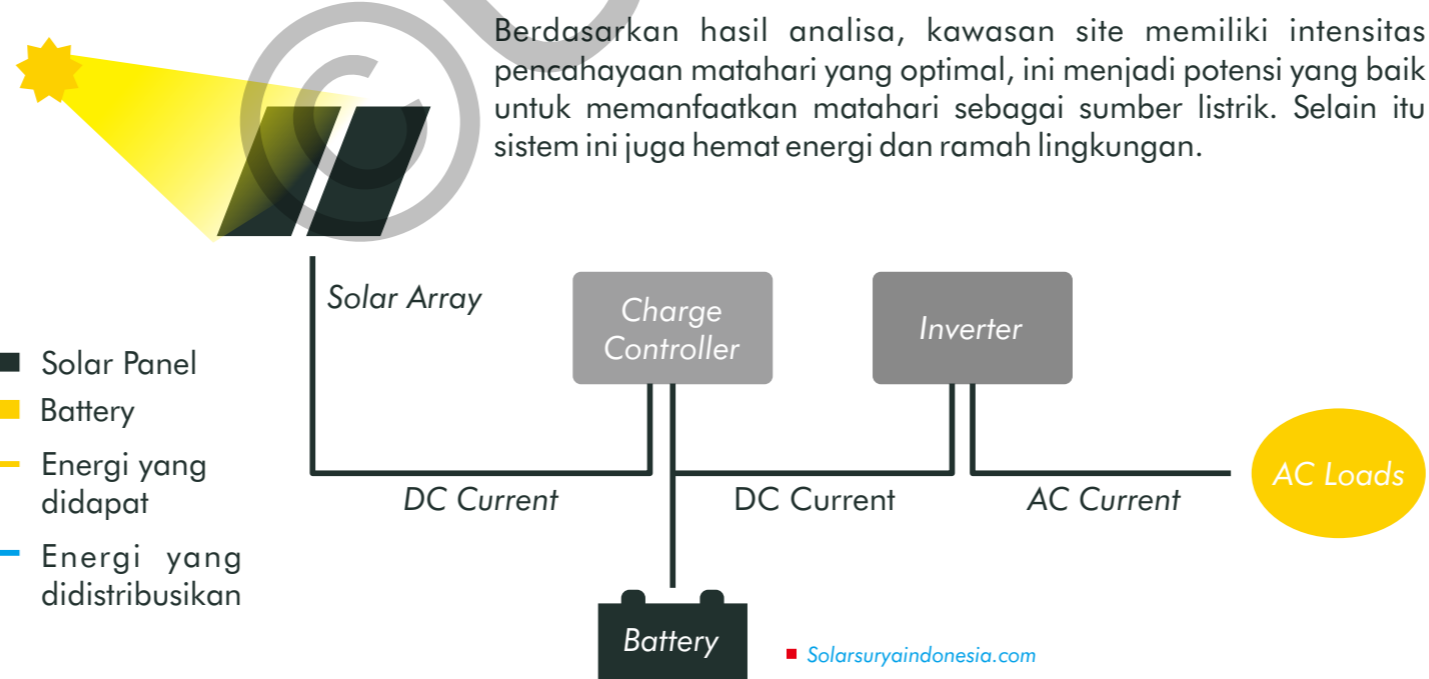 Berdasarkan hasil analisa, kawasan site memiliki intensitas
pencahayaan matahari yang optimal, ini menjadi potensi yang baik
untuk memanfaatkan matahari sebagai sumber listrik. Selain itu
sistem ini juga hemat energi dan ramah lingkungan.
Solar Array
Charge
Controller
Inverter
Solar Panel
Battery
Energi yang
didapat
Energi yang
didistribusikan
DC Current
DC Current
AC Current
AC Loads
Battery
Solarsuryaindonesia.com